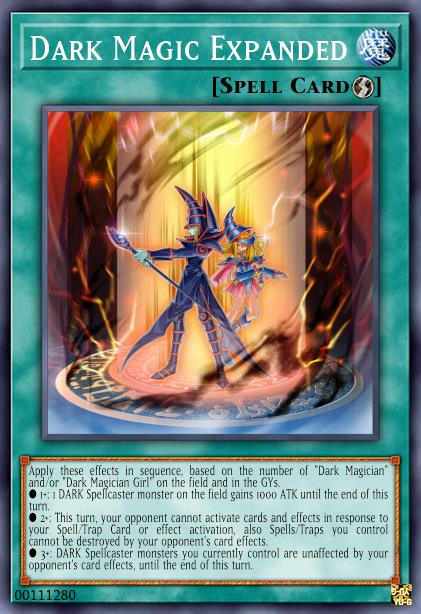 DARK MAGIC EXPANDED
魔
[SPELL CARD]
Apply these effects in sequence, based on the number of "Dark Magician"
and/or "Dark Magician Girl" on the field and in the GYs.
● 1+: 1 DARK Spellcaster monster on the field gains 1000 ATK until the end of this
turn.
● 2+: This turn, your opponent cannot activate cards and effects in response to
your Spell/Trap Card or effect activation, also Spells/Traps you control
cannot be destroyed by your opponent's card effects.
● 3+: DARK Spellcaster monsters you currently control are unaffected by your
opponent's card effects, until the end of this turn.
00111280